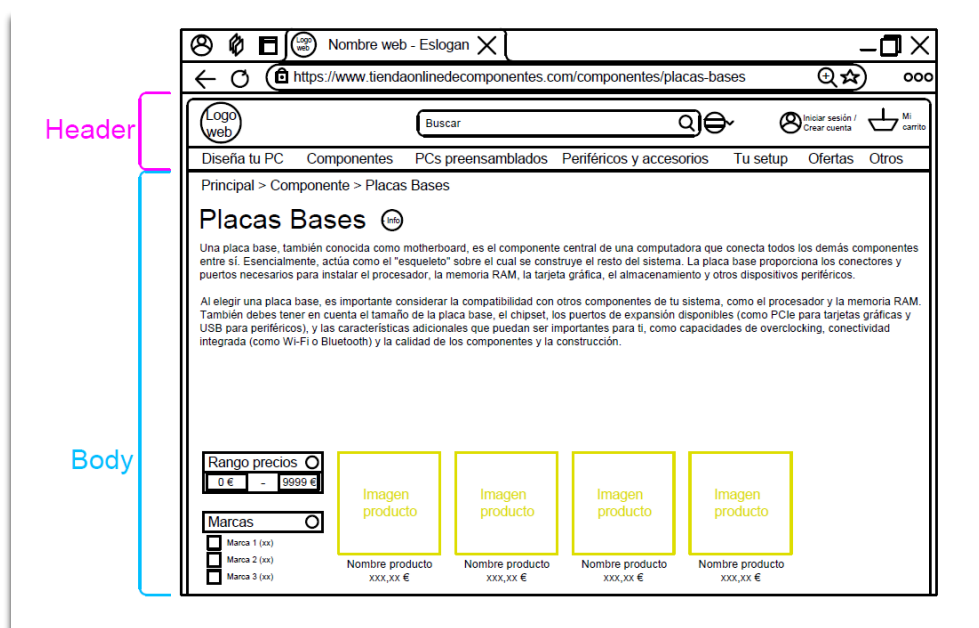 Logo web
Nombre web - Eslogan
https://www.tiendaonlinedecomponentes.com/componentes/placas-bases
Header
Logo web
Buscar
Iniciar sesión /
Crear cuenta
Mi
carrito
Diseña tu PC Componentes PCs preensamblados Periféricos y accesorios Tu setup Ofertas Otros
Principal > Componente > Placas Bases
Placas Bases Info
Una placa base, también conocida como motherboard, es el componente central de una computadora que conecta todos los demás componentes
entre sí. Esencialmente, actúa como el "esqueleto" sobre el cual se construye el resto del sistema. La placa base proporciona los conectores y
puertos necesarios para instalar el procesador, la memoria RAM, la tarjeta gráfica, el almacenamiento y otros dispositivos periféricos.
Al elegir una placa base, es importante considerar la compatibilidad con otros componentes de tu sistema, como el procesador y la memoria RAM.
También debes tener en cuenta el tamaño de la placa base, el chipset, los puertos de expansión disponibles (como PCIe para tarjetas gráficas y
USB para periféricos), y las características adicionales que puedan ser importantes para ti, como capacidades de overclocking, conectividad
integrada (como Wi-Fi o Bluetooth) y la calidad de los componentes y la construcción.
Body
Rango precios
0 € - 9999 €
Marcas
Marca 1 (xx)
Marca 2 (xx)
Marca 3 (xx)
Imagen producto
Nombre producto
xxx,xx €
Imagen producto
Nombre producto
xxx,xx €
Imagen producto
Nombre producto
xxx,xx €
Imagen producto
Nombre producto
xxx,xx €